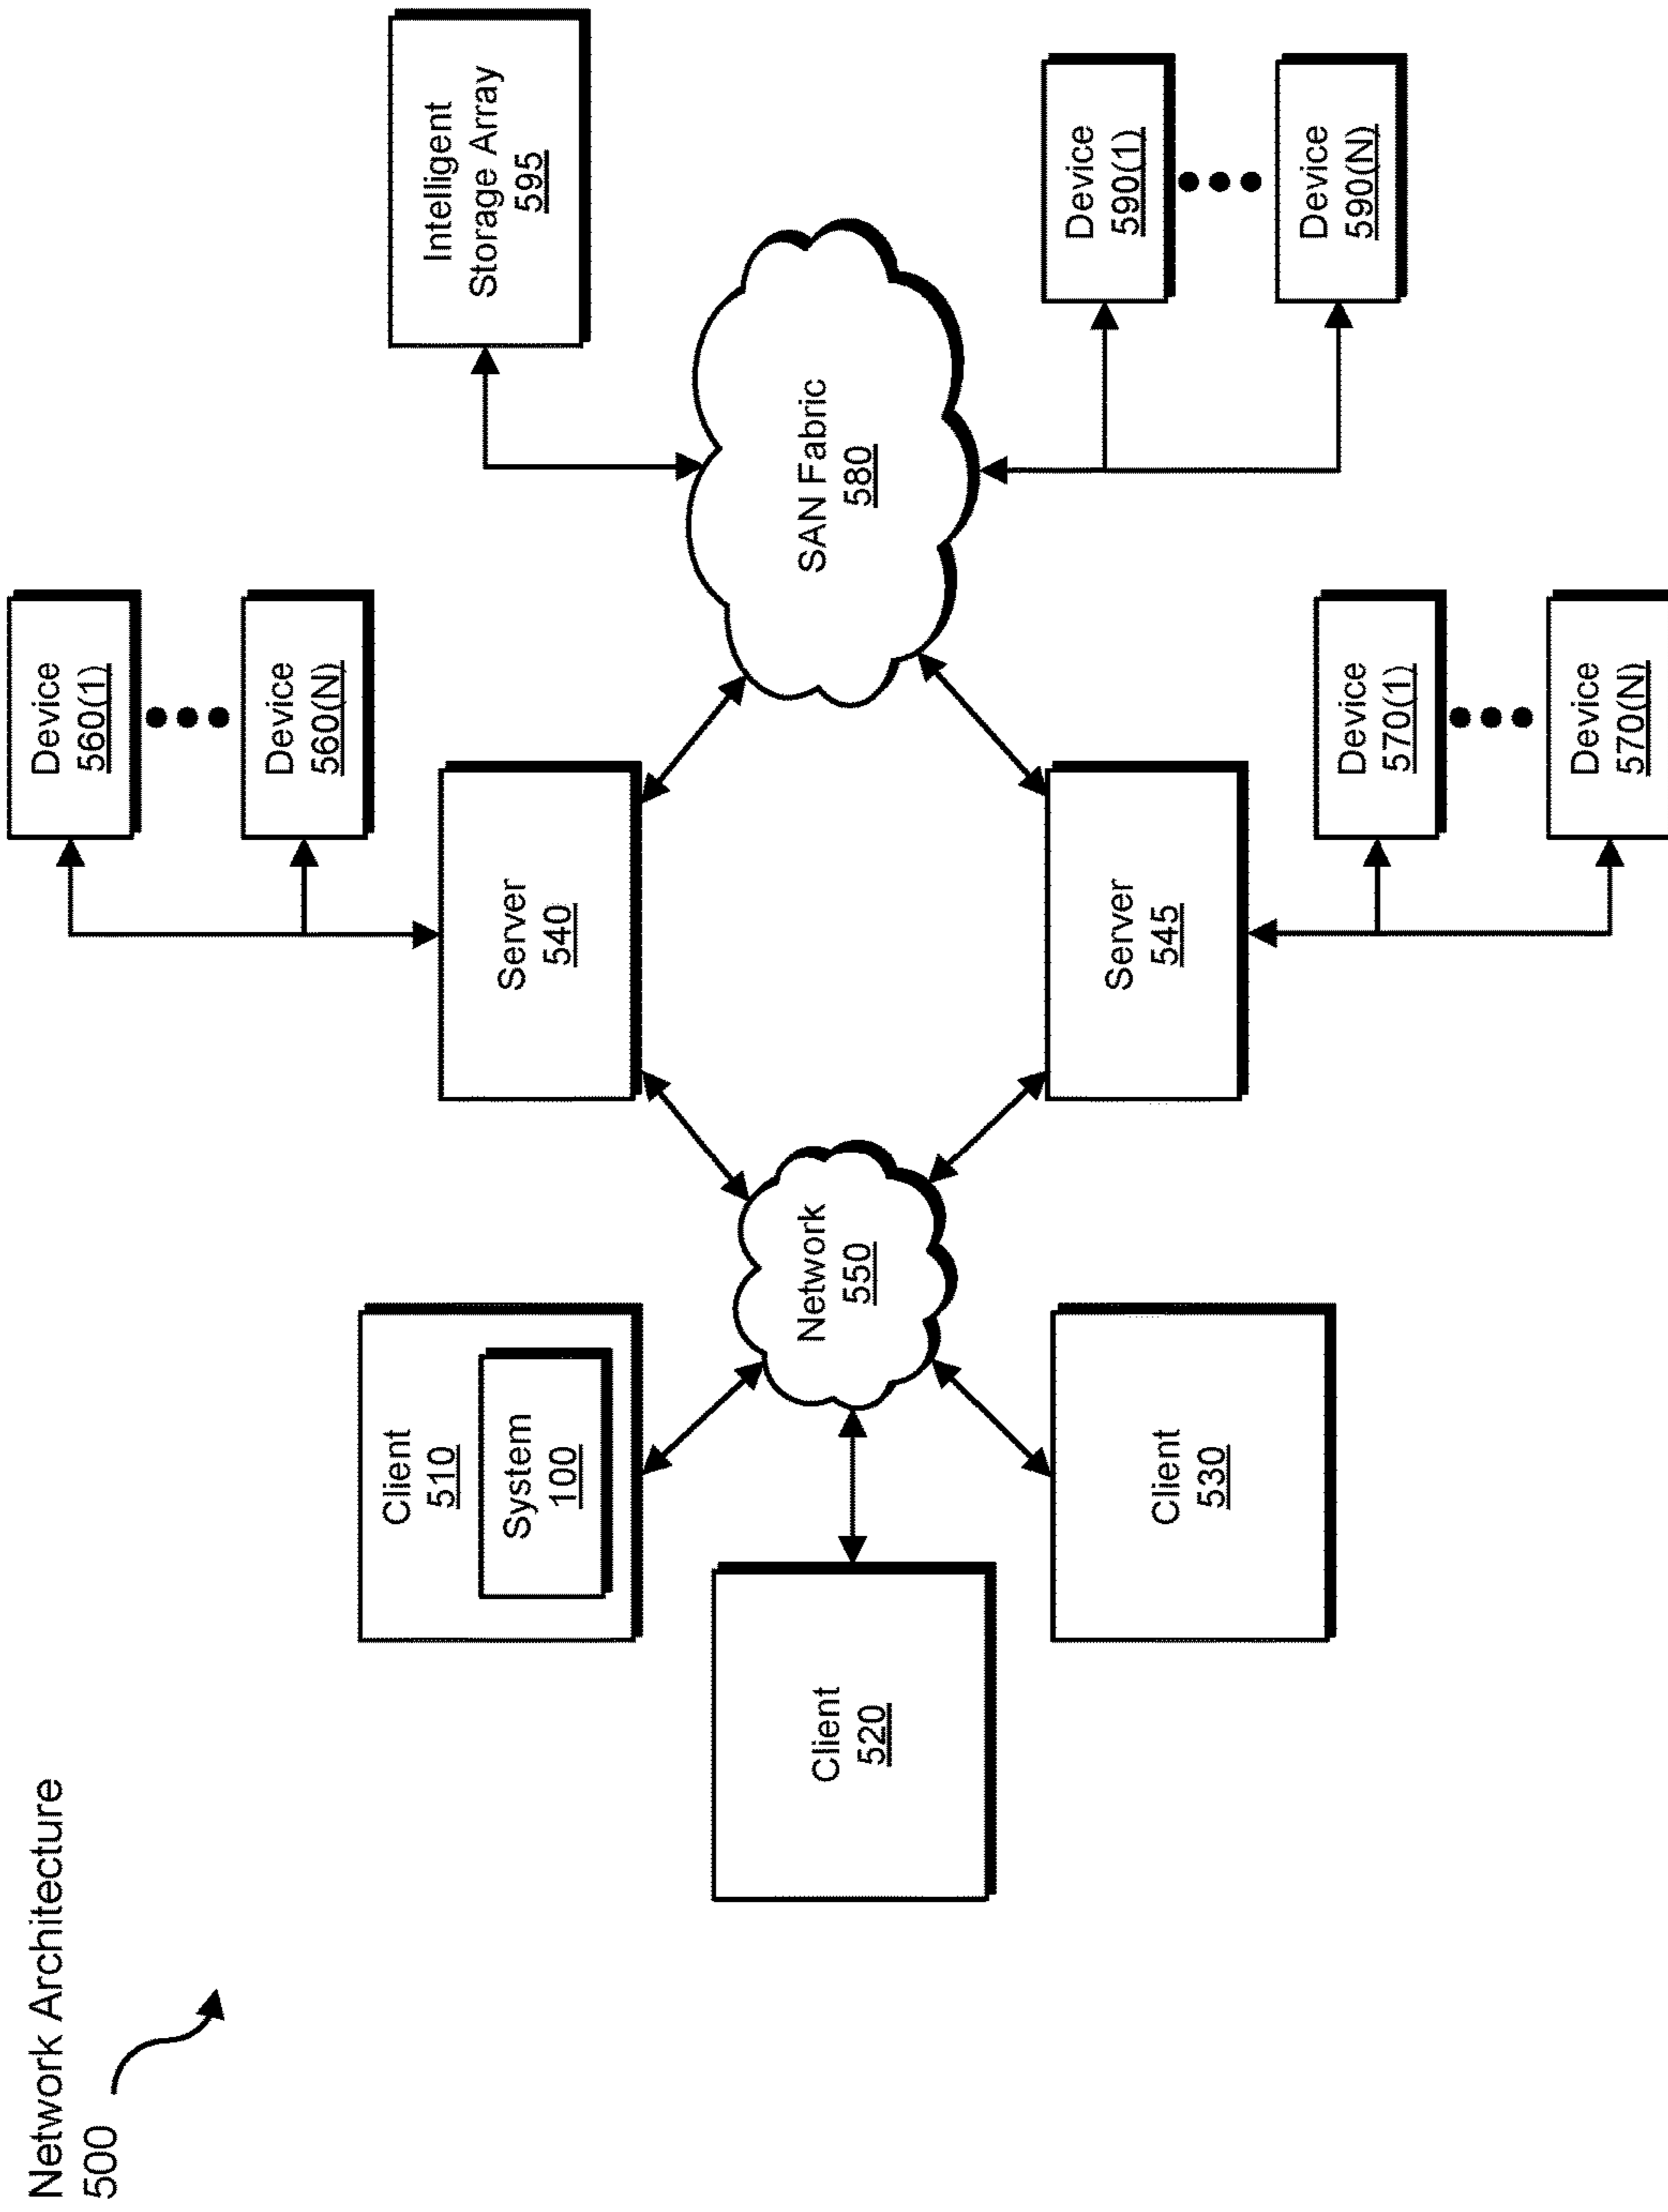 Network Architecture
500
Client
510
System
100
Client
520
Client
530
Network
550
Server
540
Server
545
Device
560(1)
Device
560(N)
Device
570(1)
Device
570(N)
SAN Fabric
580
Intelligent
Storage Array
595
Device
590(1)
Device
590(N)